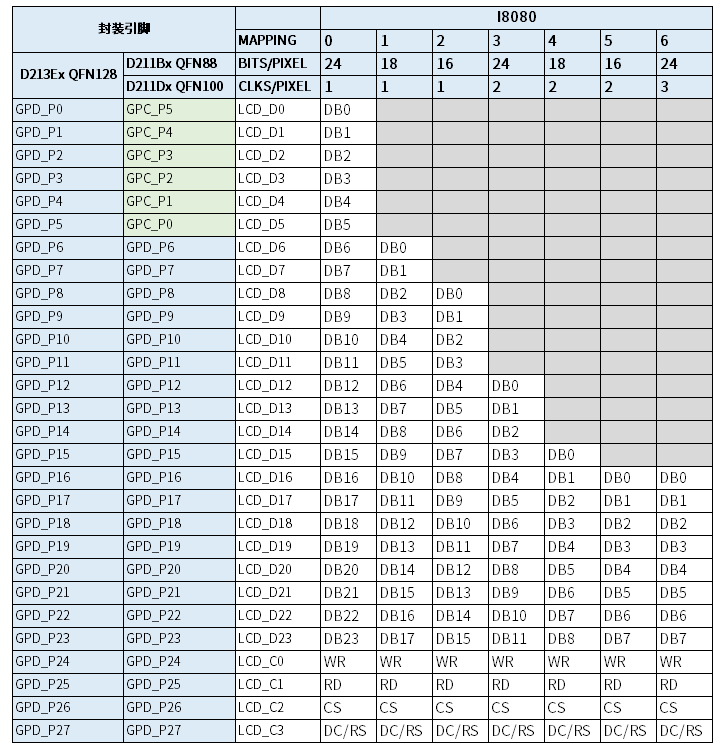 封装引脚 I8080
MAPPING 0 1 2 3 4 5 6
D213Ex QFN128 D211Bx QFN88 BITS/PIXEL 24 18 16 24 18 16 24
D211Dx QFN100 CLKS/PIXEL 1 1 1 2 2 2 3
GPD_P0 GPC_P5 LCD_D0 DB0
GPD_P1 GPC_P4 LCD_D1 DB1
GPD_P2 GPC_P3 LCD_D2 DB2
GPD_P3 GPC_P2 LCD_D3 DB3
GPD_P4 GPC_P1 LCD_D4 DB4
GPD_P5 GPC_P0 LCD_D5 DB5
GPD_P6 GPD_P6 LCD_D6 DB6 DB0
GPD_P7 GPD_P7 LCD_D7 DB7 DB1
GPD_P8 GPD_P8 LCD_D8 DB8 DB2 DB0
GPD_P9 GPD_P9 LCD_D9 DB9 DB3 DB1
GPD_P10 GPD_P10 LCD_D10 DB10 DB4 DB2
GPD_P11 GPD_P11 LCD_D11 DB11 DB5 DB3
GPD_P12 GPD_P12 LCD_D12 DB12 DB6 DB4 DB0
GPD_P13 GPD_P13 LCD_D13 DB13 DB7 DB5 DB1
GPD_P14 GPD_P14 LCD_D14 DB14 DB8 DB6 DB2
GPD_P15 GPD_P15 LCD_D15 DB15 DB9 DB7 DB3 DB0
GPD_P16 GPD_P16 LCD_D16 DB16 DB10 DB8 DB4 DB1 DB0 DB0
GPD_P17 GPD_P17 LCD_D17 DB17 DB11 DB9 DB5 DB2 DB1 DB1
GPD_P18 GPD_P18 LCD_D18 DB18 DB12 DB10 DB6 DB3 DB2 DB2
GPD_P19 GPD_P19 LCD_D19 DB19 DB13 DB11 DB7 DB4 DB3 DB3
GPD_P20 GPD_P20 LCD_D20 DB20 DB14 DB12 DB8 DB5 DB4 DB4
GPD_P21 GPD_P21 LCD_D21 DB21 DB15 DB13 DB9 DB6 DB5 DB5
GPD_P22 GPD_P22 LCD_D22 DB22 DB16 DB14 DB10 DB7 DB6 DB6
GPD_P23 GPD_P23 LCD_D23 DB23 DB17 DB15 DB11 DB8 DB7 DB7
GPD_P24 GPD_P24 LCD_C0 WR WR WR WR WR WR WR
GPD_P25 GPD_P25 LCD_C1 RD RD RD RD RD RD RD
GPD_P26 GPD_P26 LCD_C2 CS CS CS CS CS CS CS
GPD_P27 GPD_P27 LCD_C3 DC/RS DC/RS DC/RS DC/RS DC/RS DC/RS DC/RS